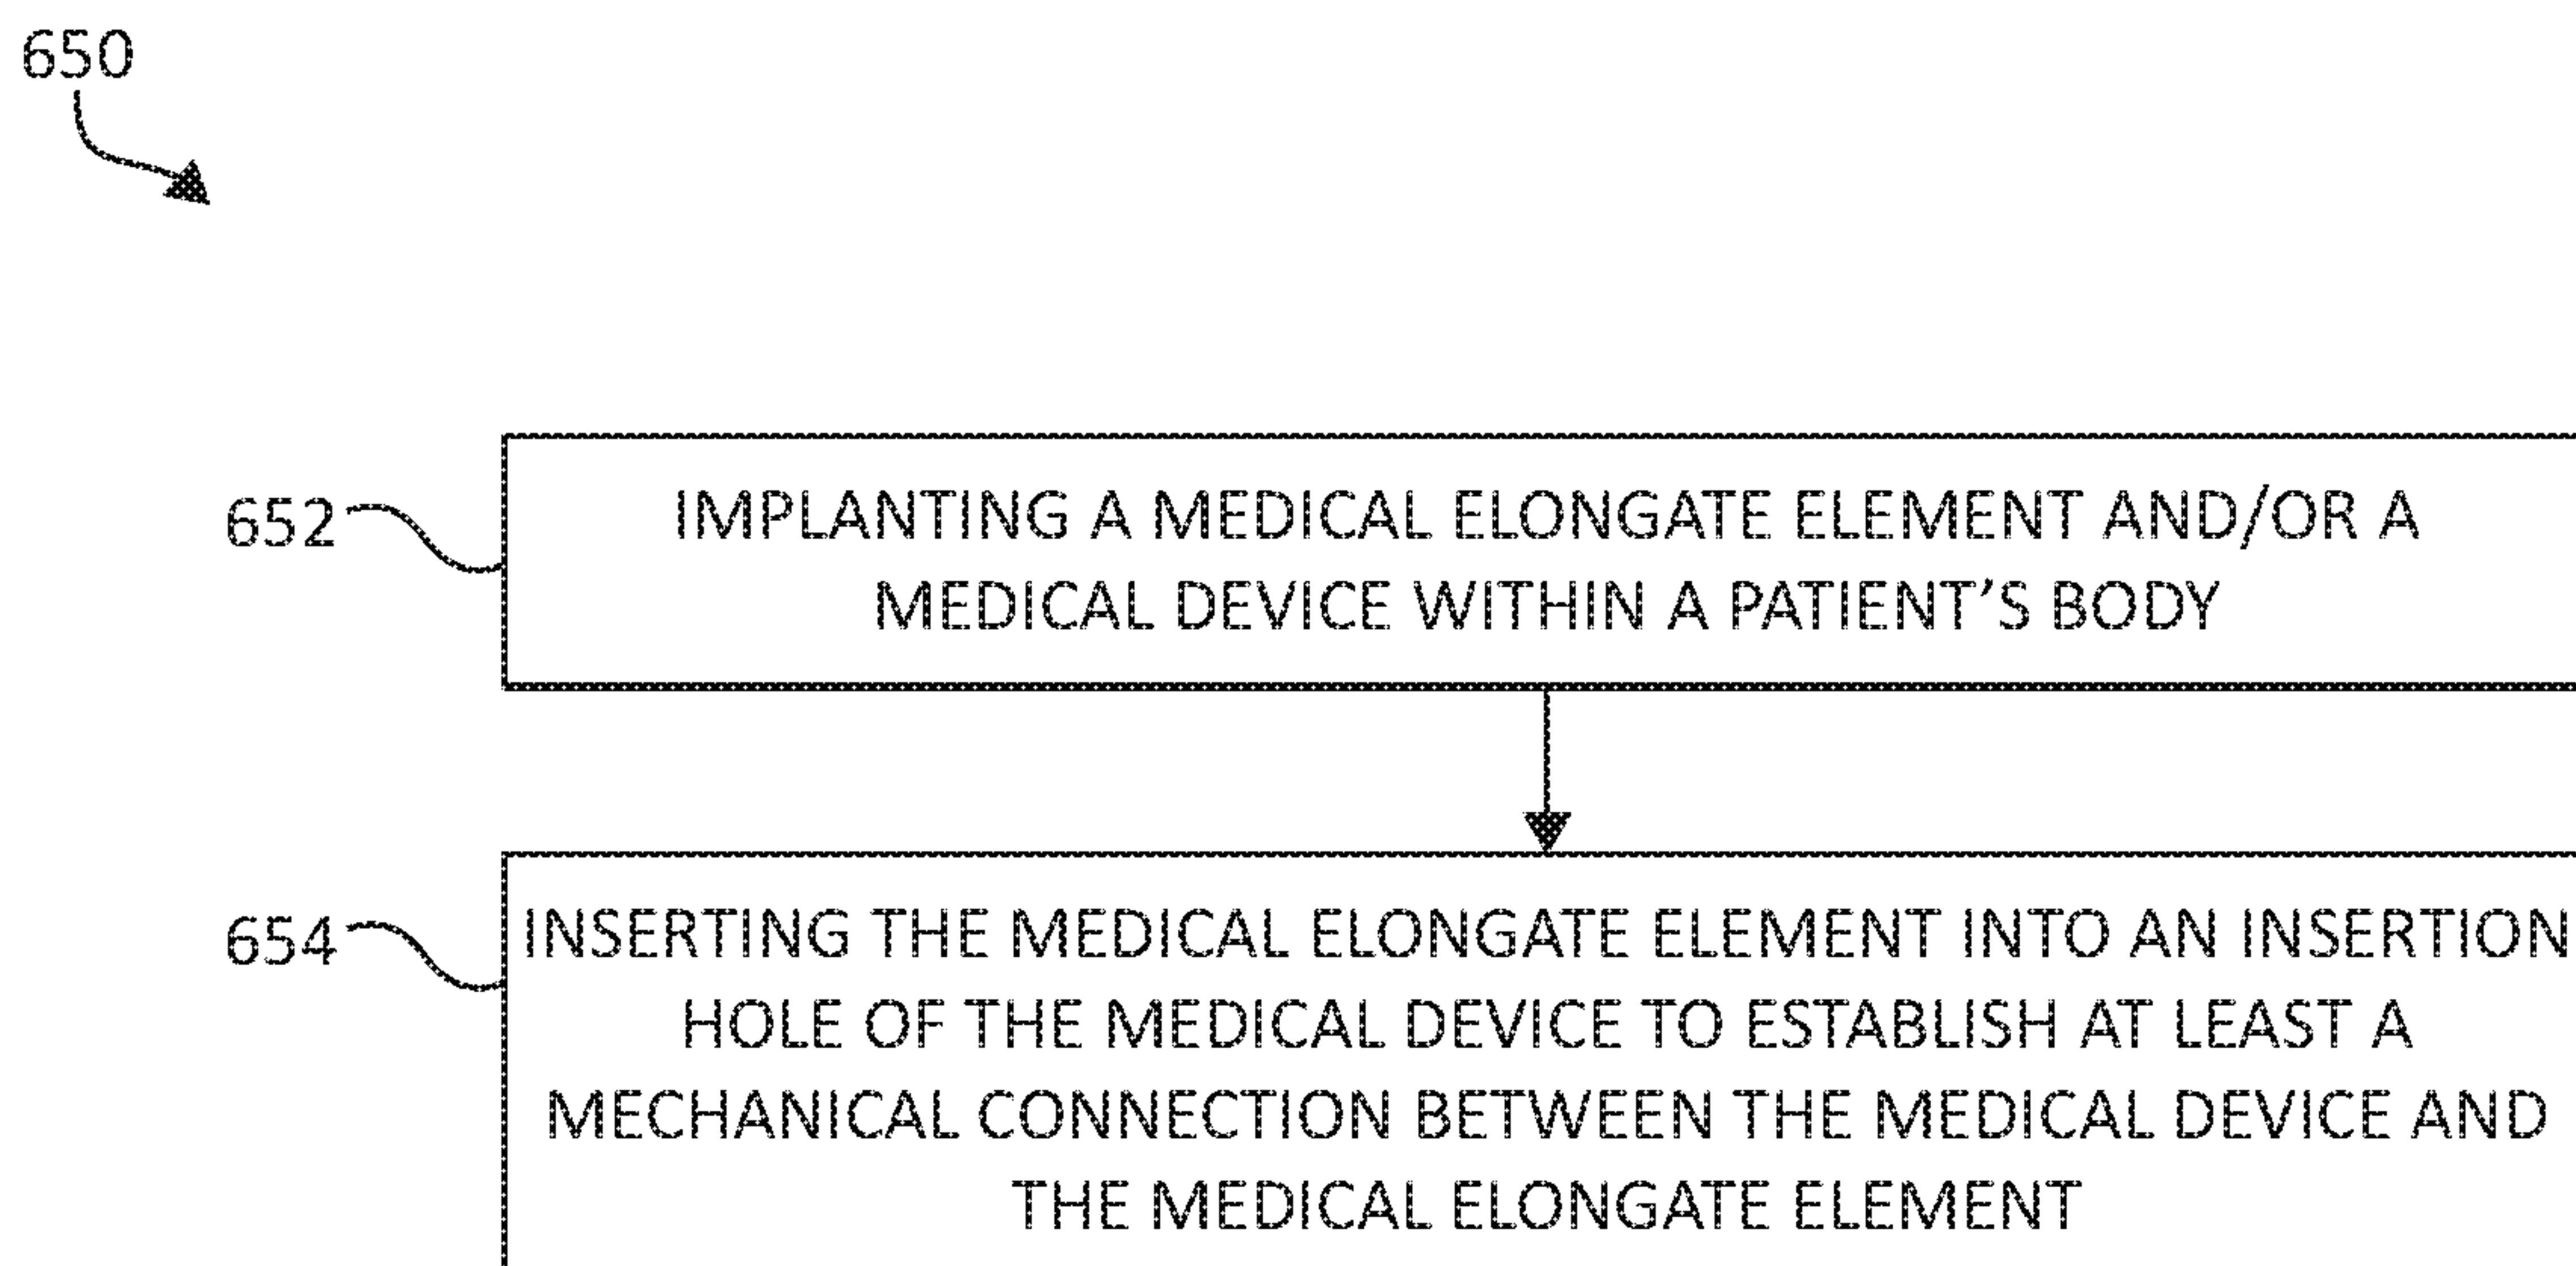 650
652
IMPLANTING A MEDICAL ELONGATE ELEMENT AND/OR A
MEDICAL DEVICE WITHIN A PATIENT’S BODY
654
INSERTING THE MEDICAL ELONGATE ELEMENT INTO AN INSERTION
HOLE OF THE MEDICAL DEVICE TO ESTABLISH AT LEAST A
MECHANICAL CONNECTION BETWEEN THE MEDICAL DEVICE AND
THE MEDICAL ELONGATE ELEMENT